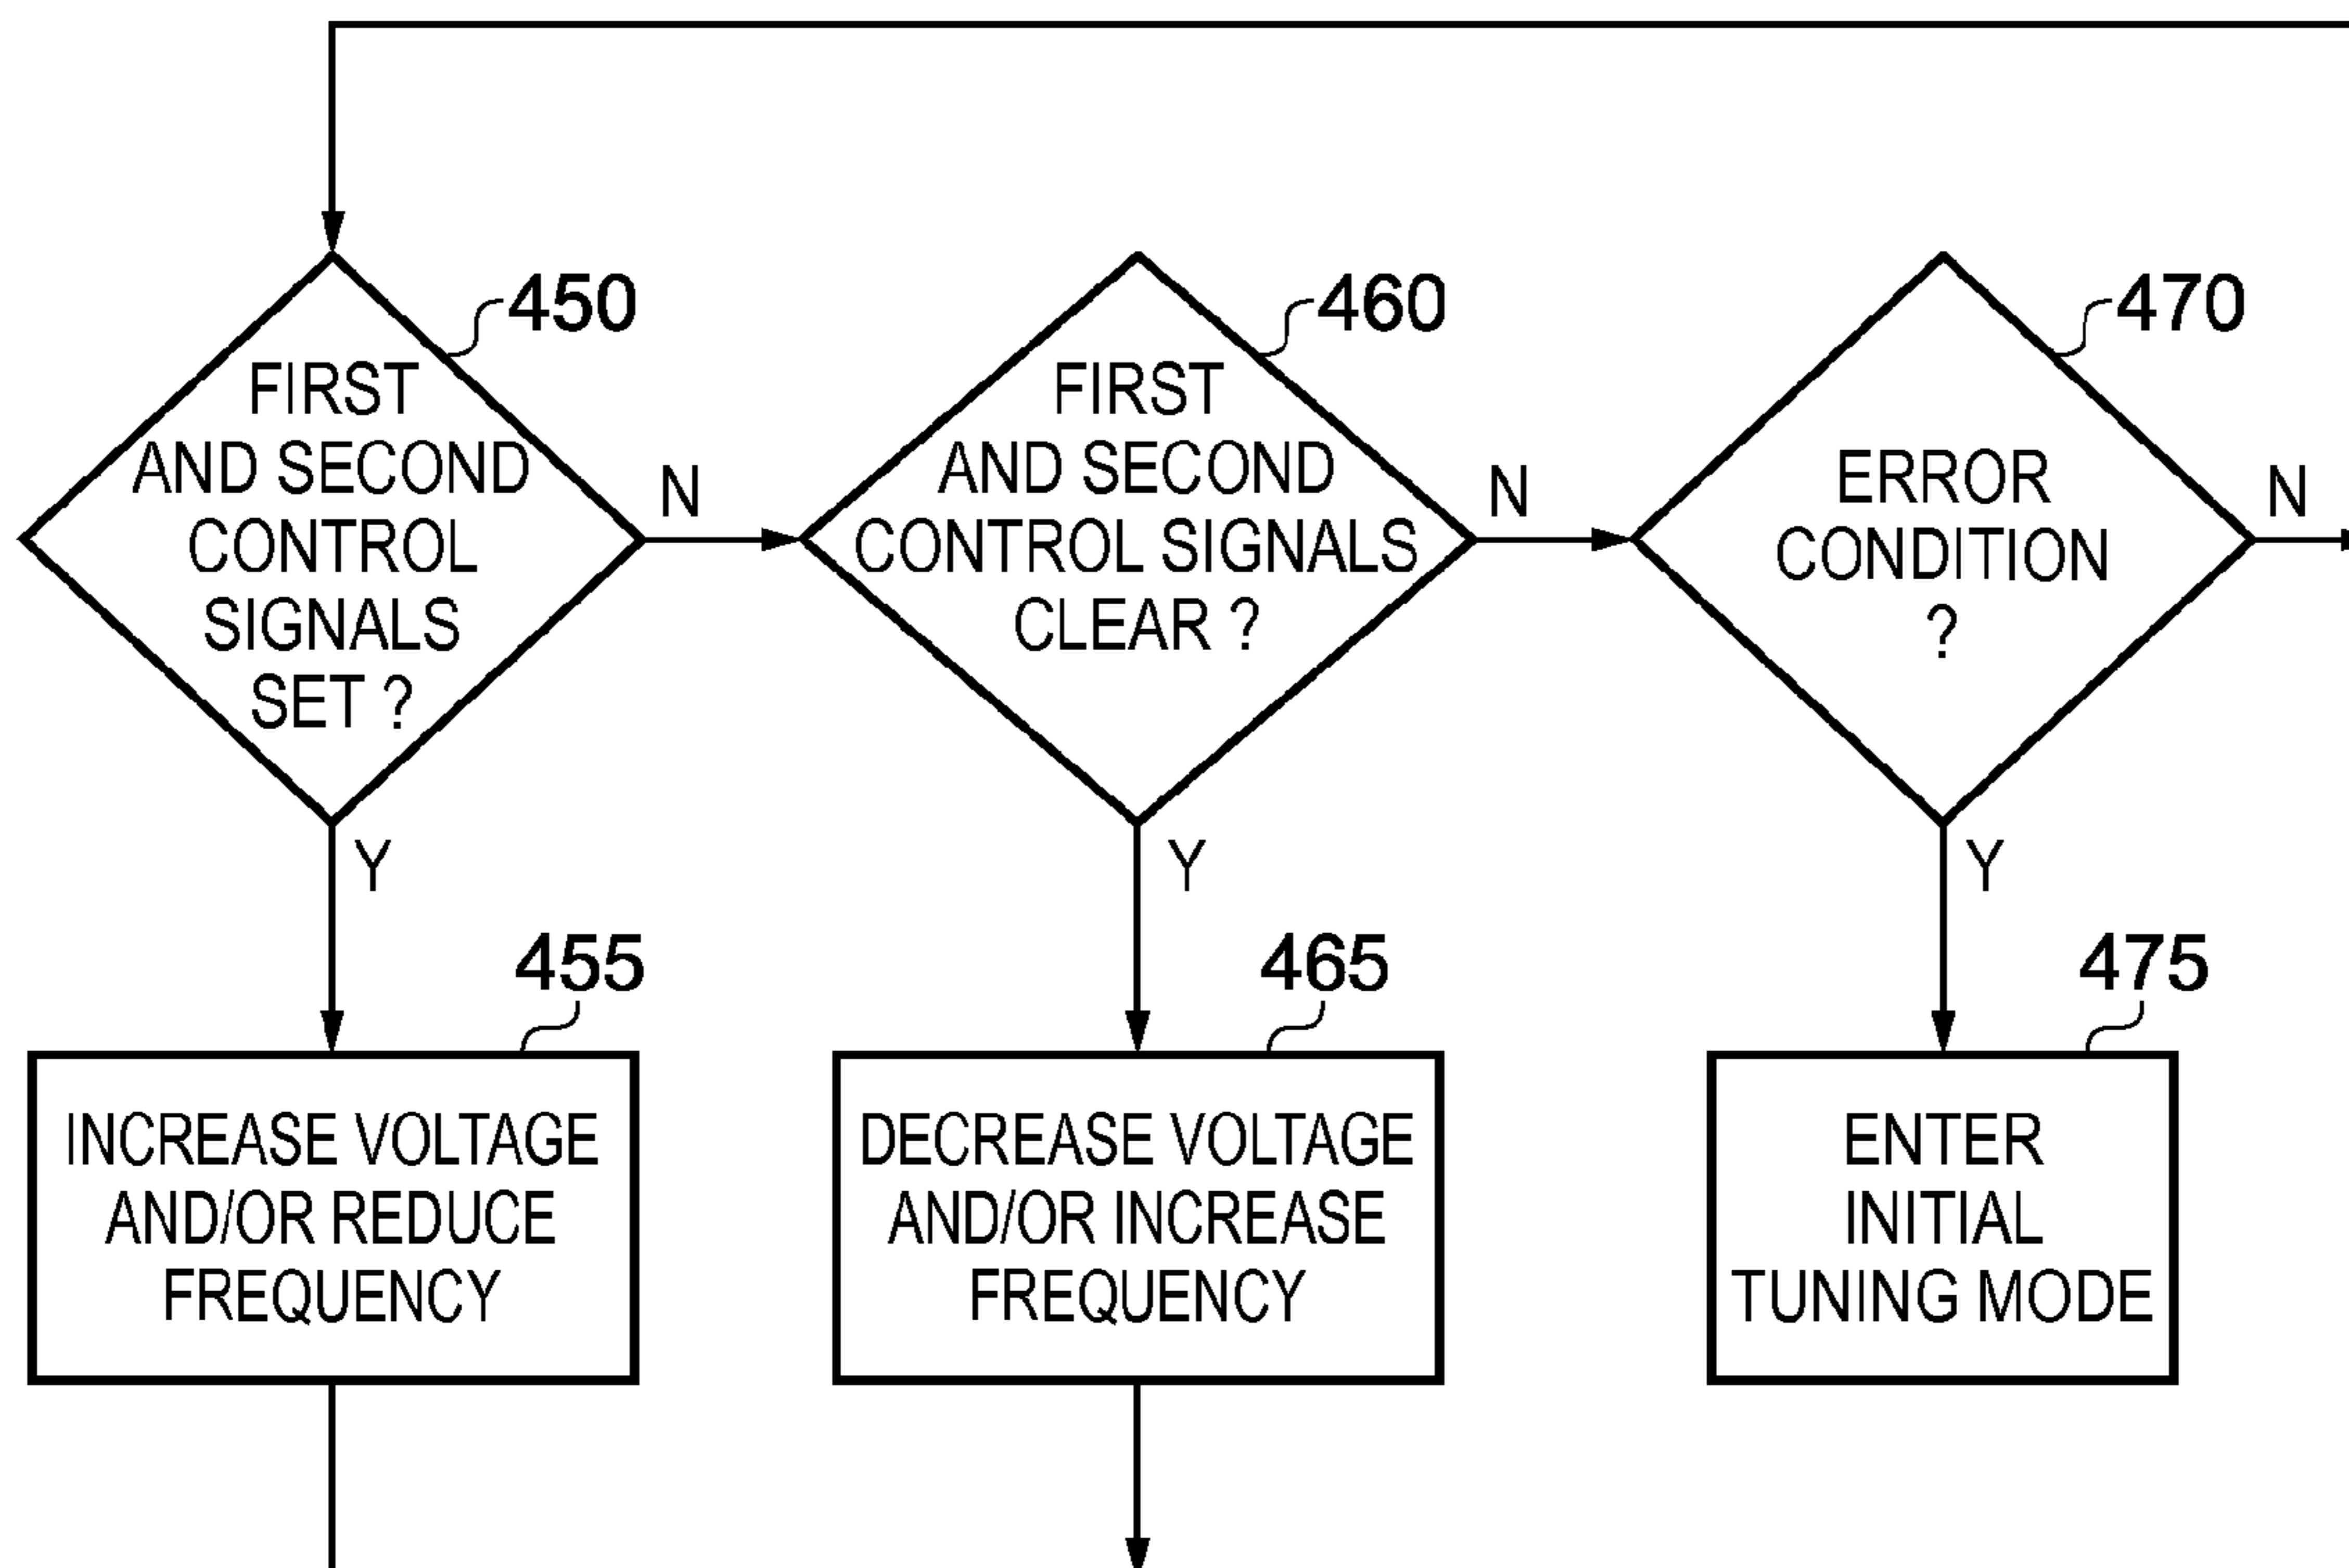 450
FIRST
AND SECOND
CONTROL
SIGNALS
SET ?
N
Y
460
FIRST
AND SECOND
CONTROL SIGNALS
CLEAR ?
N
Y
470
ERROR
CONDITION
?
N
Y
455
INCREASE VOLTAGE
AND/OR REDUCE
FREQUENCY
465
DECREASE VOLTAGE
AND/OR INCREASE
FREQUENCY
475
ENTER
INITIAL
TUNING MODE